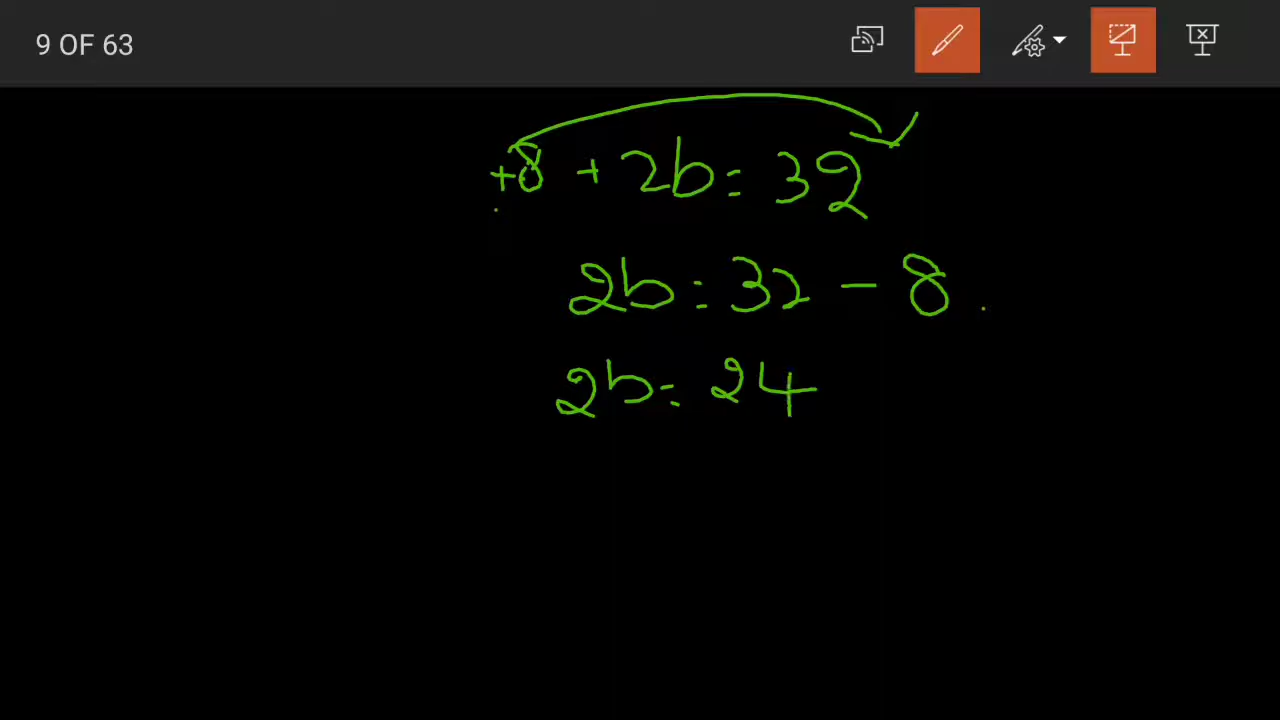 9 OF 63
+8 + 2b = 32
2b = 32 - 8
2b = 24